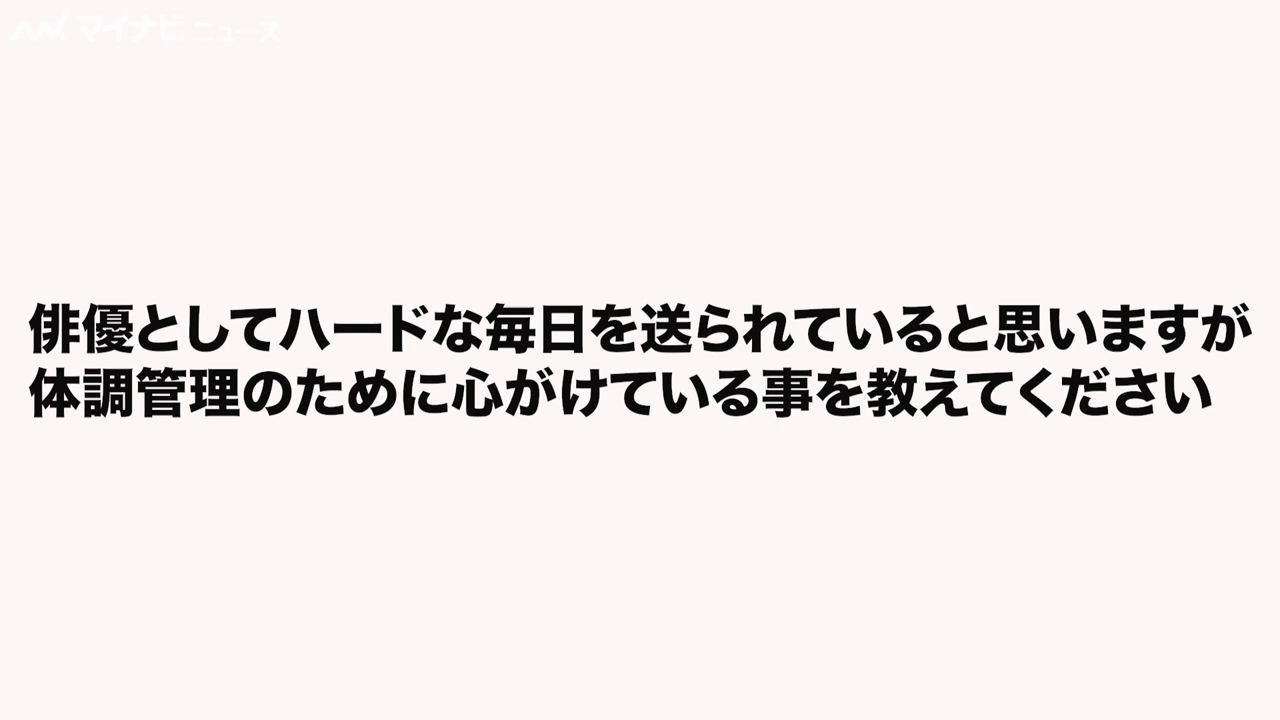 マイナビニュース
俳優としてハードな毎日を送られていると思いますが
体調管理のために心がけている事を教えてください